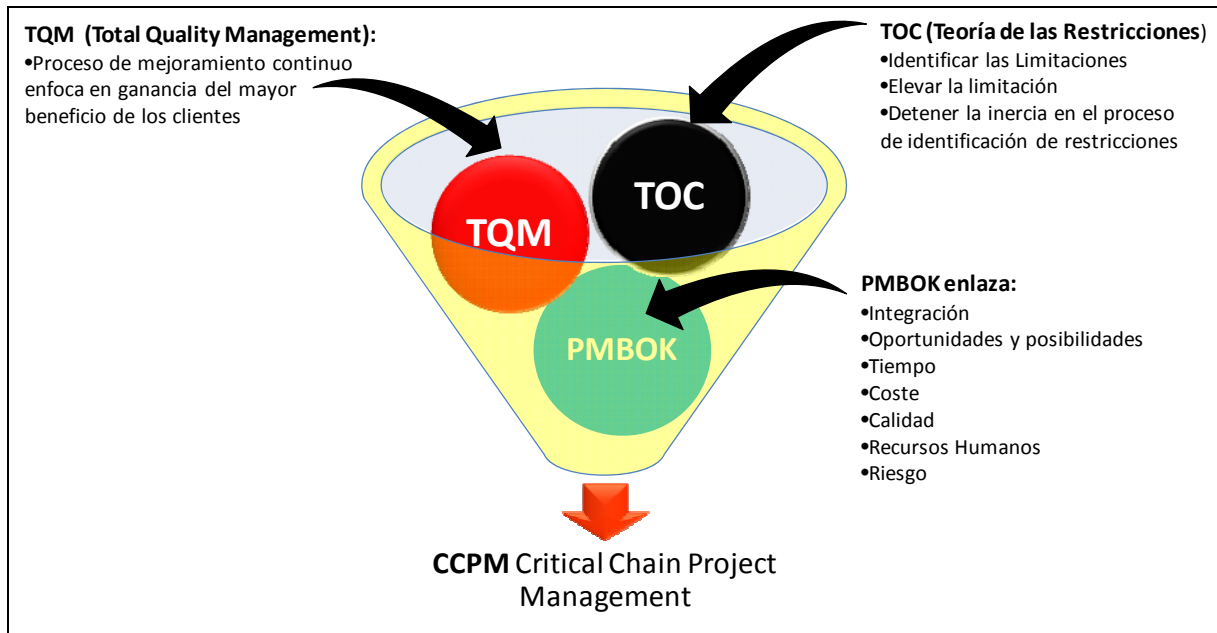 TQM (Total Quality Management):
•Proceso de mejoramiento continuo
enfoca en ganancia del mayor
beneficio de los clientes
TOC (Teoría de las Restricciones)
•Identificar las Limitaciones
•Elevar la limitación
•Detener la inercia en el proceso
de identificación de restricciones
TQM
TOC
PMBOK
PMBOK enlaza:
•Integración
•Oportunidades y posibilidades
•Tiempo
•Coste
•Calidad
•Recursos Humanos
•Riesgo
CCPM Critical Chain Project
Management